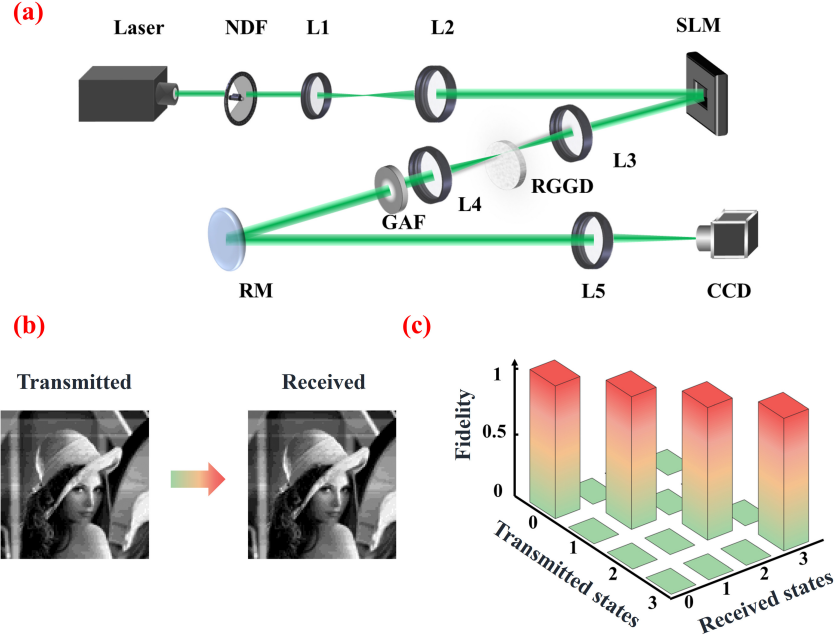 (a)
Laser
NDF
L1
L2
SLM
L3
RGGD
L4
GAF
RM
L5
CCD
(b)
Transmitted
Received
(c)
Fidelity
1
0.5
0
0
1
2
3
Transmitted states
0
1
2
3
Received states